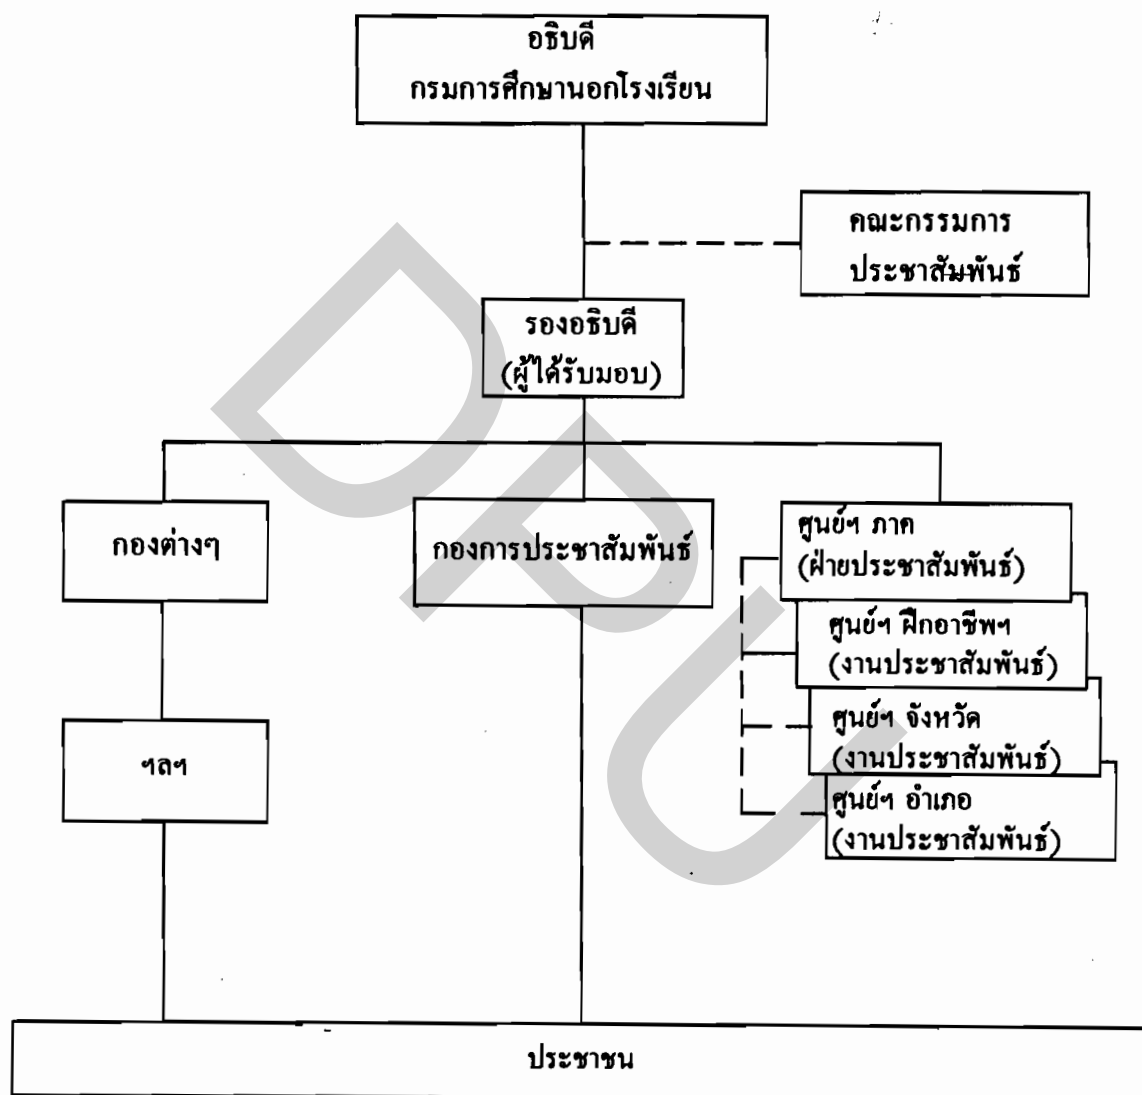 อธิบดี
กรมการศึกษานอกโรงเรียน
คณะกรรมการ
ประชาสัมพันธ์
รองอธิบดี
(ผู้ได้รับมอบ)
กองต่างๆ
กองการประชาสัมพันธ์
ศูนย์ฯ ภาค
(ฝ่ายประชาสัมพันธ์)
ศูนย์ฯ ฝึกอาชีพฯ
(งานประชาสัมพันธ์)
ศูนย์ฯ จังหวัด
(งานประชาสัมพันธ์)
ศูนย์ฯ อำเภอ
(งานประชาสัมพันธ์)
ฯลฯ
ประชาชน
DPU